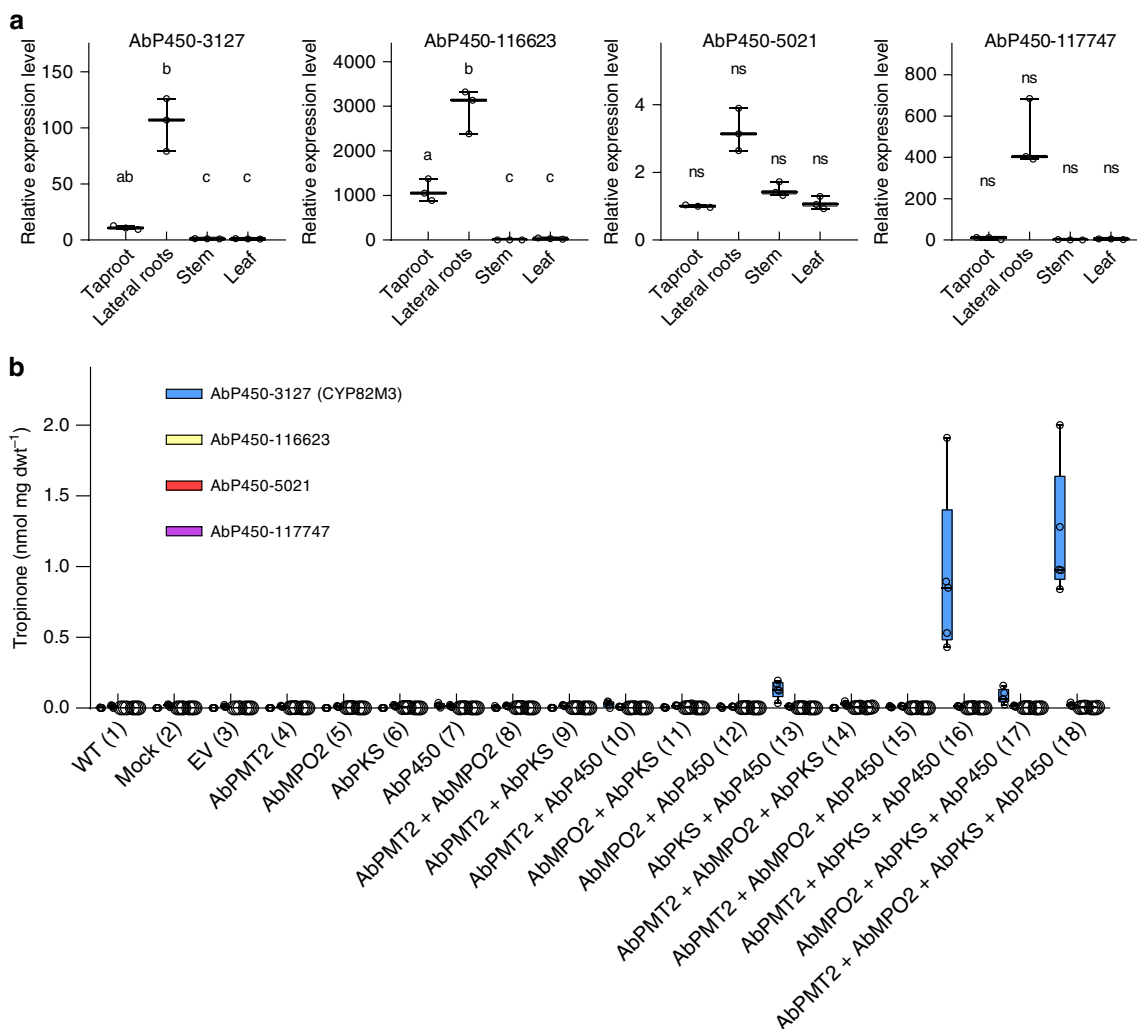 a
AbP450-3127
Relative expression level
150
100
50
0
ab
b
c
c
Taproot
Lateral roots
Stem
Leaf
AbP450-116623
Relative expression level
4000
3000
2000
1000
0
a
b
c
c
Taproot
Lateral roots
Stem
Leaf
AbP450-5021
Relative expression level
4
2
0
ns
ns
ns
ns
Taproot
Lateral roots
Stem
Leaf
AbP450-117747
Relative expression level
800
600
400
200
0
ns
ns
ns
ns
Taproot
Lateral roots
Stem
Leaf
b
Tropinone (nmol mg dwt⁻¹)
2.0
1.5
1.0
0.5
0.0
AbP450-3127 (CYP82M3)
AbP450-116623
AbP450-5021
AbP450-117747
WT (1)
Mock (2)
EV (3)
AbPMT2 (4)
AbMPO2 (5)
AbPKS (6)
AbP450 (7)
AbPMT2 + AbMPO2 (8)
AbPMT2 + AbPKS (9)
AbPMT2 + AbP450 (10)
AbMPO2 + AbPKS (11)
AbMPO2 + AbP450 (12)
AbPKS + AbP450 (13)
AbPMT2 + AbMPO2 + AbPKS (14)
AbPMT2 + AbMPO2 + AbP450 (15)
AbPMT2 + AbPKS + AbP450 (16)
AbMPO2 + AbPKS + AbP450 (17)
AbPMT2 + AbMPO2 + AbPKS + AbP450 (18)